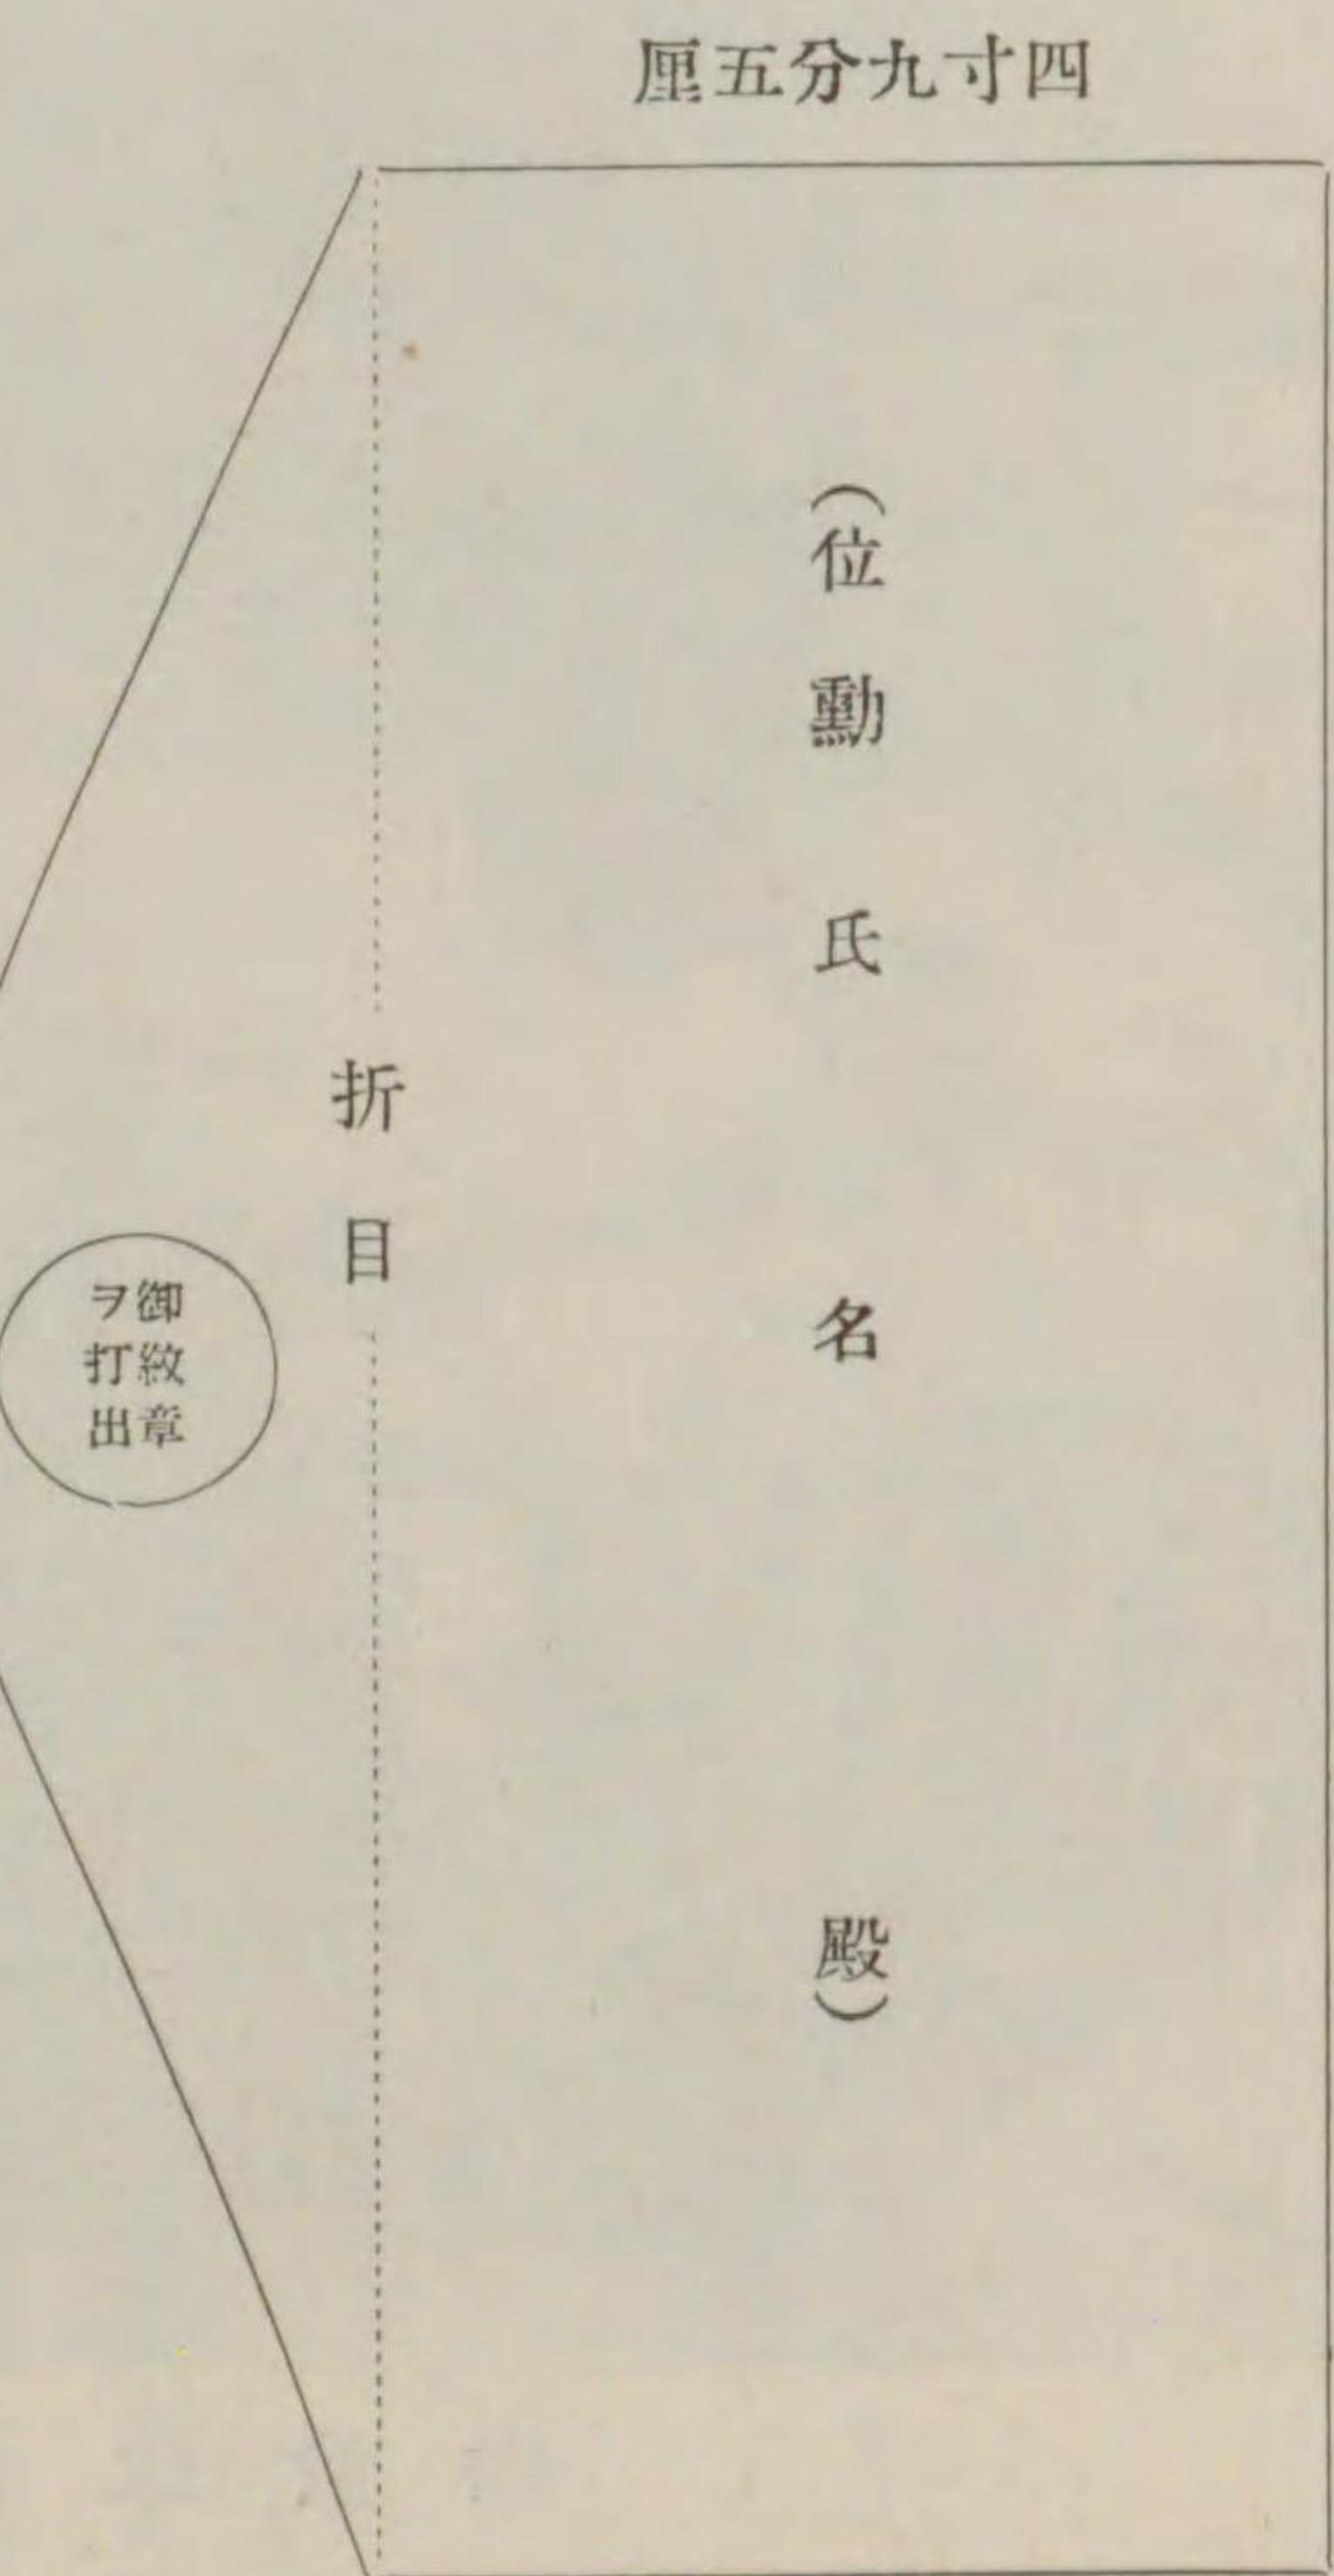 四寸九分五厘
(位勳氏名殿)
折目
御紋章
ヲ打出